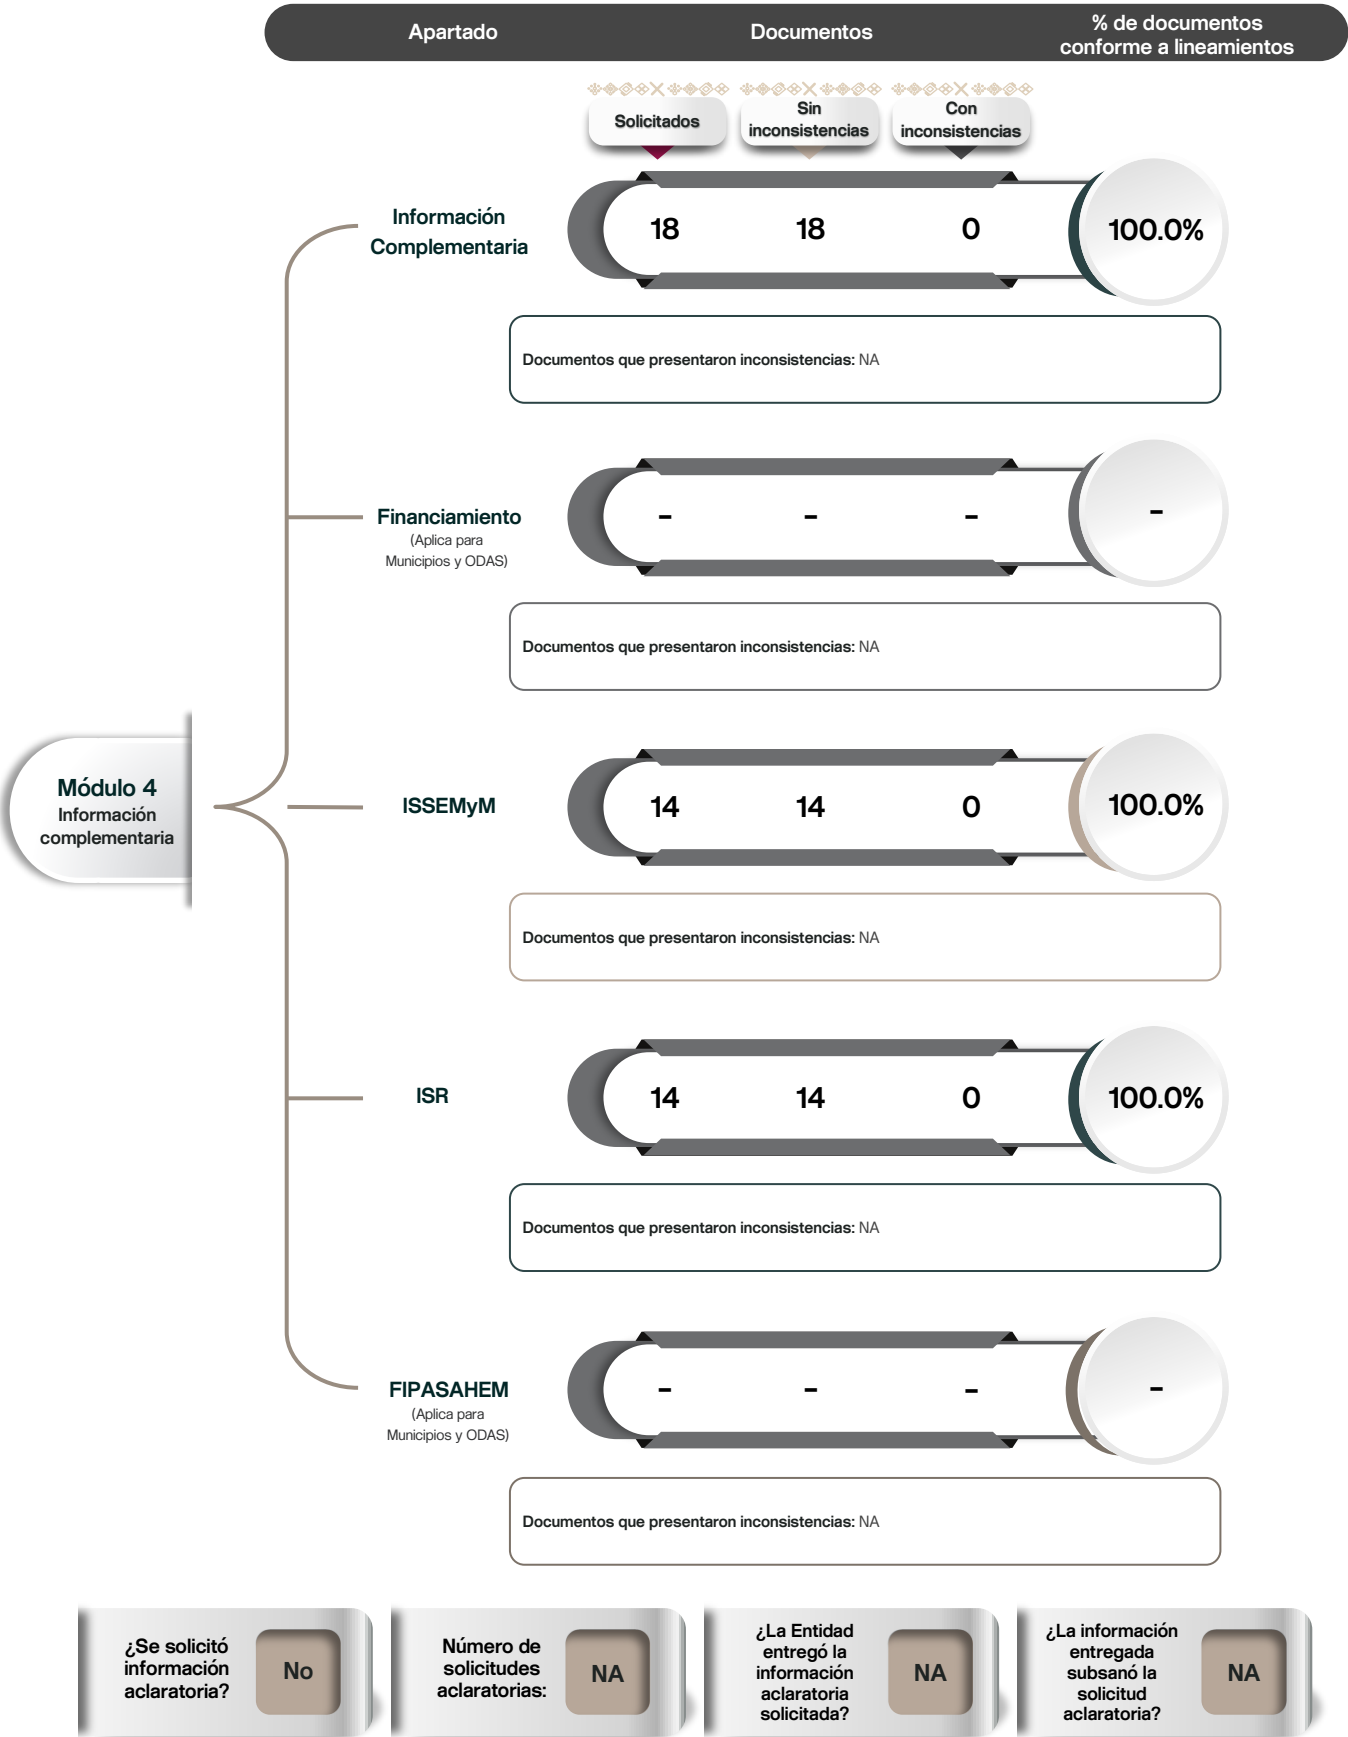 Apartado
Documentos
% de documentos
conforme a lineamientos
Solicitados
Sin
inconsistencias
Con
inconsistencias
Información
Complementaria
18
18
0
100.0%
Documentos que presentaron inconsistencias: NA
Financiamiento
(Aplica para
Municipios y ODAS)
-
-
-
-
Documentos que presentaron inconsistencias: NA
Módulo 4
Información
complementaria
ISSEMyM
14
14
0
100.0%
Documentos que presentaron inconsistencias: NA
ISR
14
14
0
100.0%
Documentos que presentaron inconsistencias: NA
FIPASAHEM
(Aplica para
Municipios y ODAS)
-
-
-
-
Documentos que presentaron inconsistencias: NA
¿Se solicitó
información
aclaratoria?
No
Número de
solicitudes
aclaratorias:
NA
¿La Entidad
entregó la
información
aclaratoria
solicitada?
NA
¿La información
entregada
subsanó la
solicitud
aclaratoria?
NA